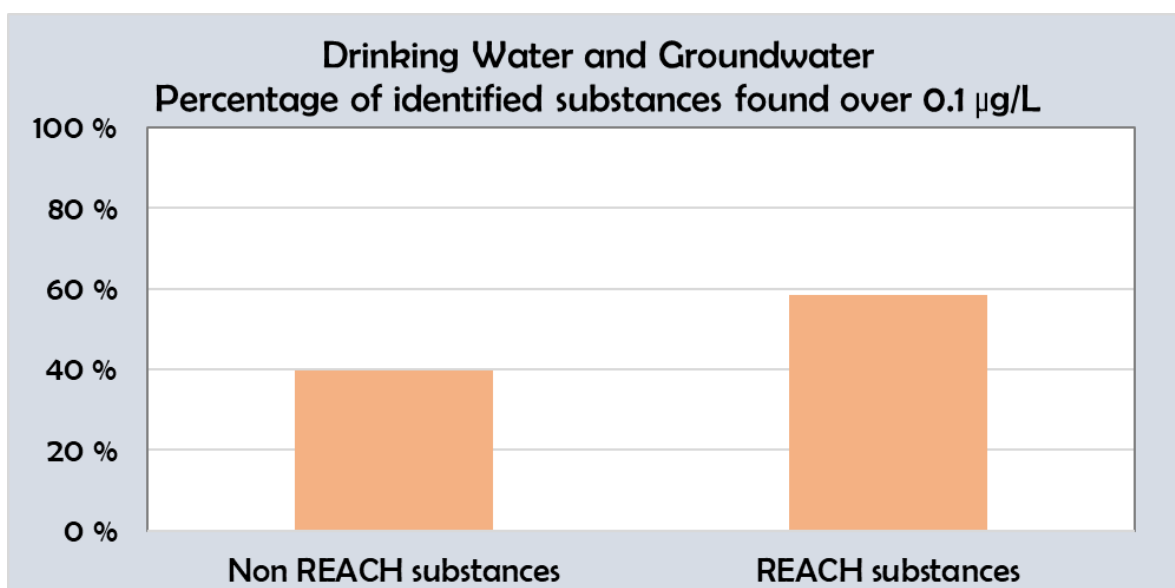 Drinking Water and Groundwater
Percentage of identified substances found over 0.1 µg/L
100 %
80 %
60 %
40 %
20 %
0 %
Non REACH substances
REACH substances